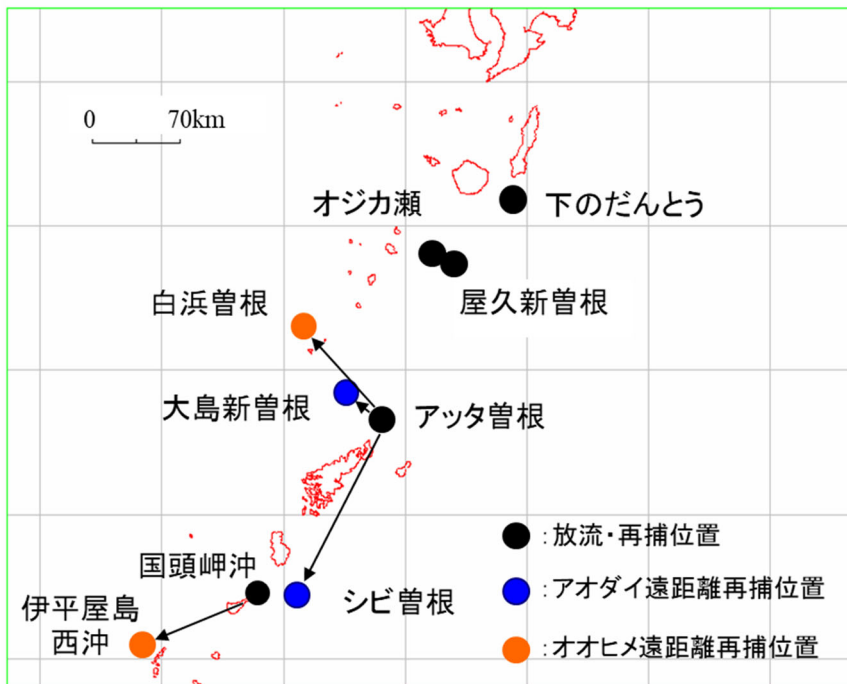 0 70km
オジカ瀬
下のだんとう
屋久新曽根
白浜曽根
大島新曽根
アッタ曽根
国頭岬沖
シビ曽根
伊平屋島
西沖
:放流・再捕位置
:アオダイ遠距離再捕位置
:オオヒメ遠距離再捕位置